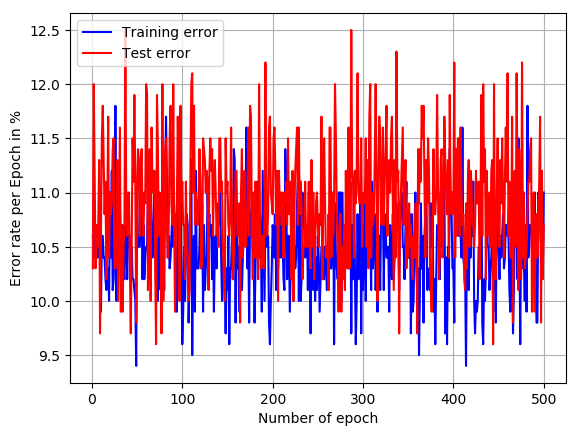 Training error
Test error
12.5
12.0
11.5
11.0
10.5
10.0
9.5
Error rate per Epoch in %
0 100 200 300 400 500
Number of epoch